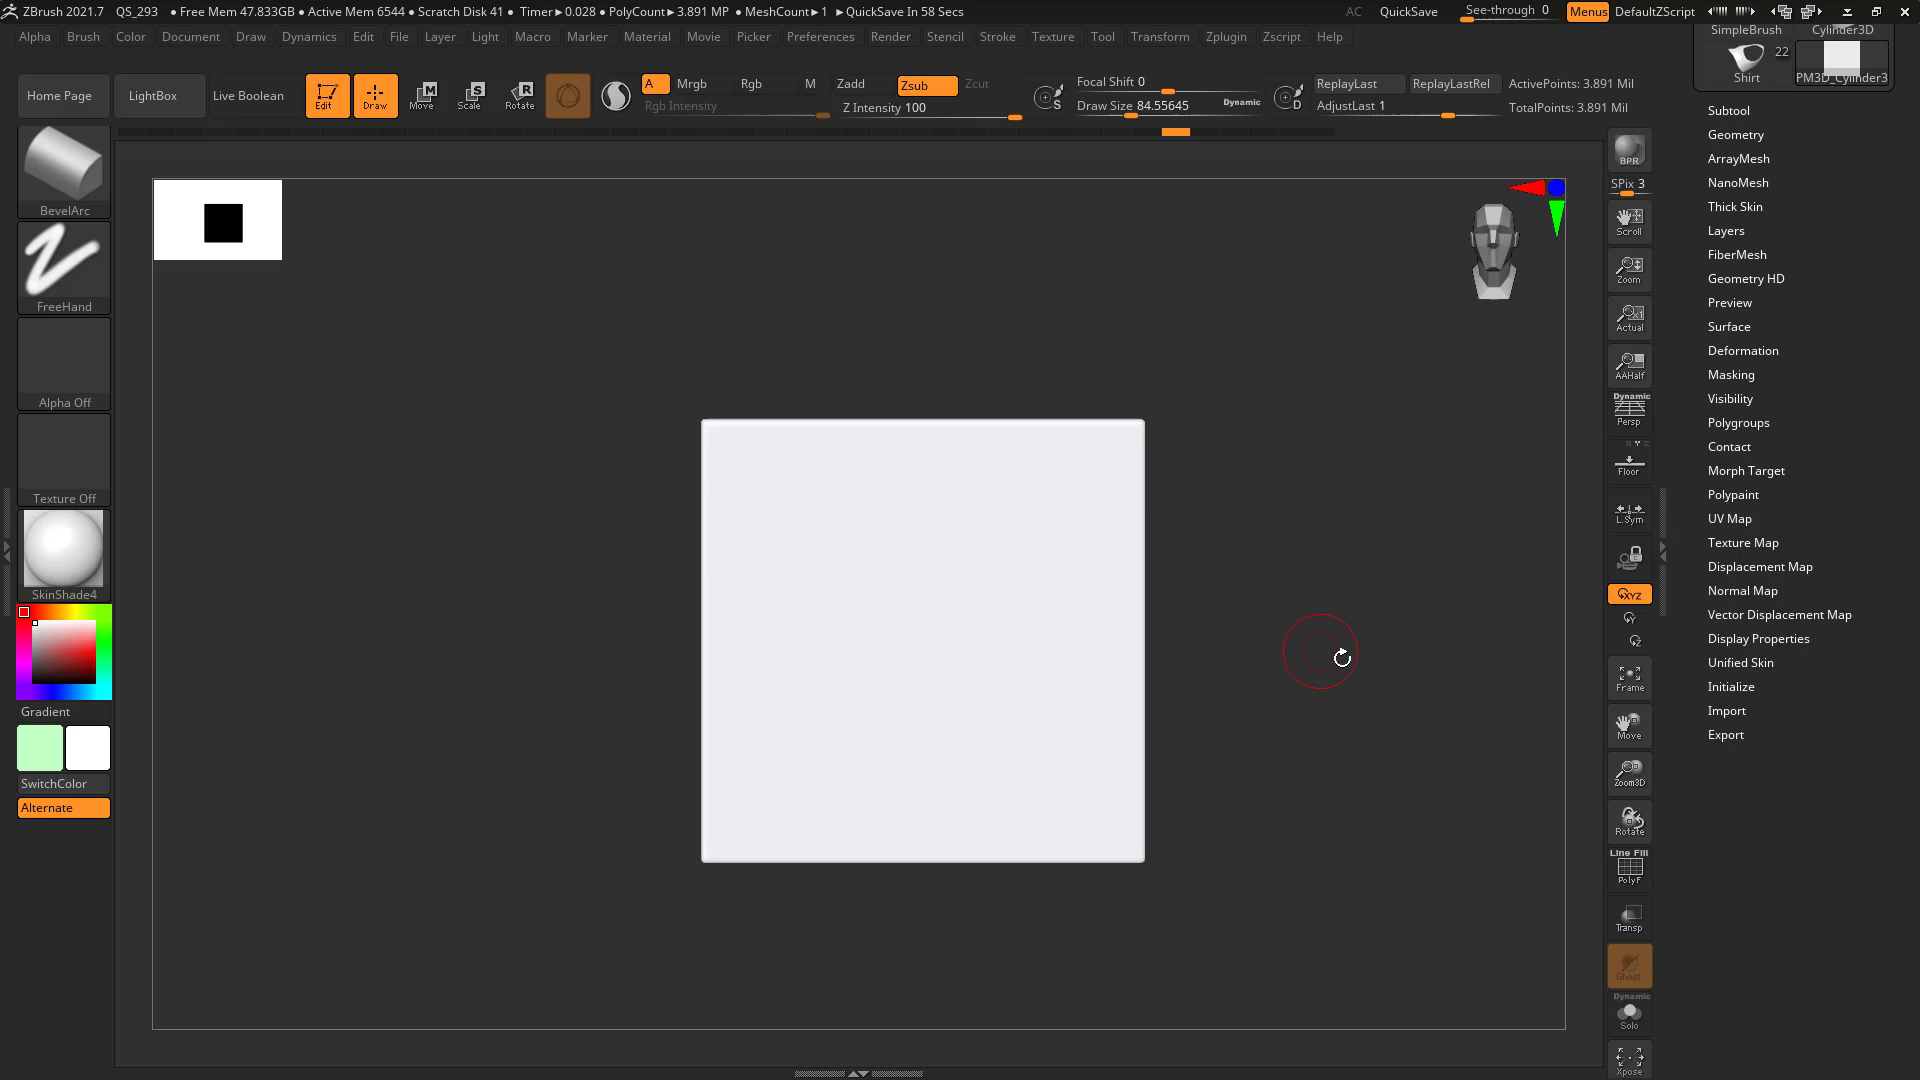 ZBrush 2021.7 QS_293 ● Free Mem 47.833GB ● Active Mem 6544 ● Scratch Disk 41 ● Timer►0.028 ● PolyCount►3.891 MP ● MeshCount►1 ►QuickSave In 58 Secs AC QuickSave See-through 0 Menus DefaultZScript
Alpha Brush Color Document Draw Dynamics Edit File Layer Light Macro Marker Material Movie Picker Preferences Render Stencil Stroke Texture Tool Transform Zplugin Zscript Help
Home Page LightBox Live Boolean Edit Draw Move Scale Rotate A Mrgb Rgb M Zadd Zsub Zcut Focal Shift 0 ReplayLast ReplayLastRel ActivePoints: 3.891 Mil
Rgb Intensity Z Intensity 100 Draw Size 84.55645 Dynamic AdjustLast 1 TotalPoints: 3.891 Mil
BevelArc
FreeHand
Alpha Off
Texture Off
SkinShade4
Gradient
SwitchColor
Alternate
BPR
SPix 3
Scroll
Zoom
Actual
AAHalf
Dynamic
Persp
Floor
L.Sym
XYZ
Y
Z
Frame
Move
Zoom3D
Rotate
Line Fill
PolyF
Transp
Ghost
Dynamic
Solo
Xpose
SimpleBrush Cylinder3D
22
Shirt PM3D_Cylinder3
Subtool
Geometry
ArrayMesh
NanoMesh
Thick Skin
Layers
FiberMesh
Geometry HD
Preview
Surface
Deformation
Masking
Visibility
Polygroups
Contact
Morph Target
Polypaint
UV Map
Texture Map
Displacement Map
Normal Map
Vector Displacement Map
Display Properties
Unified Skin
Initialize
Import
Export